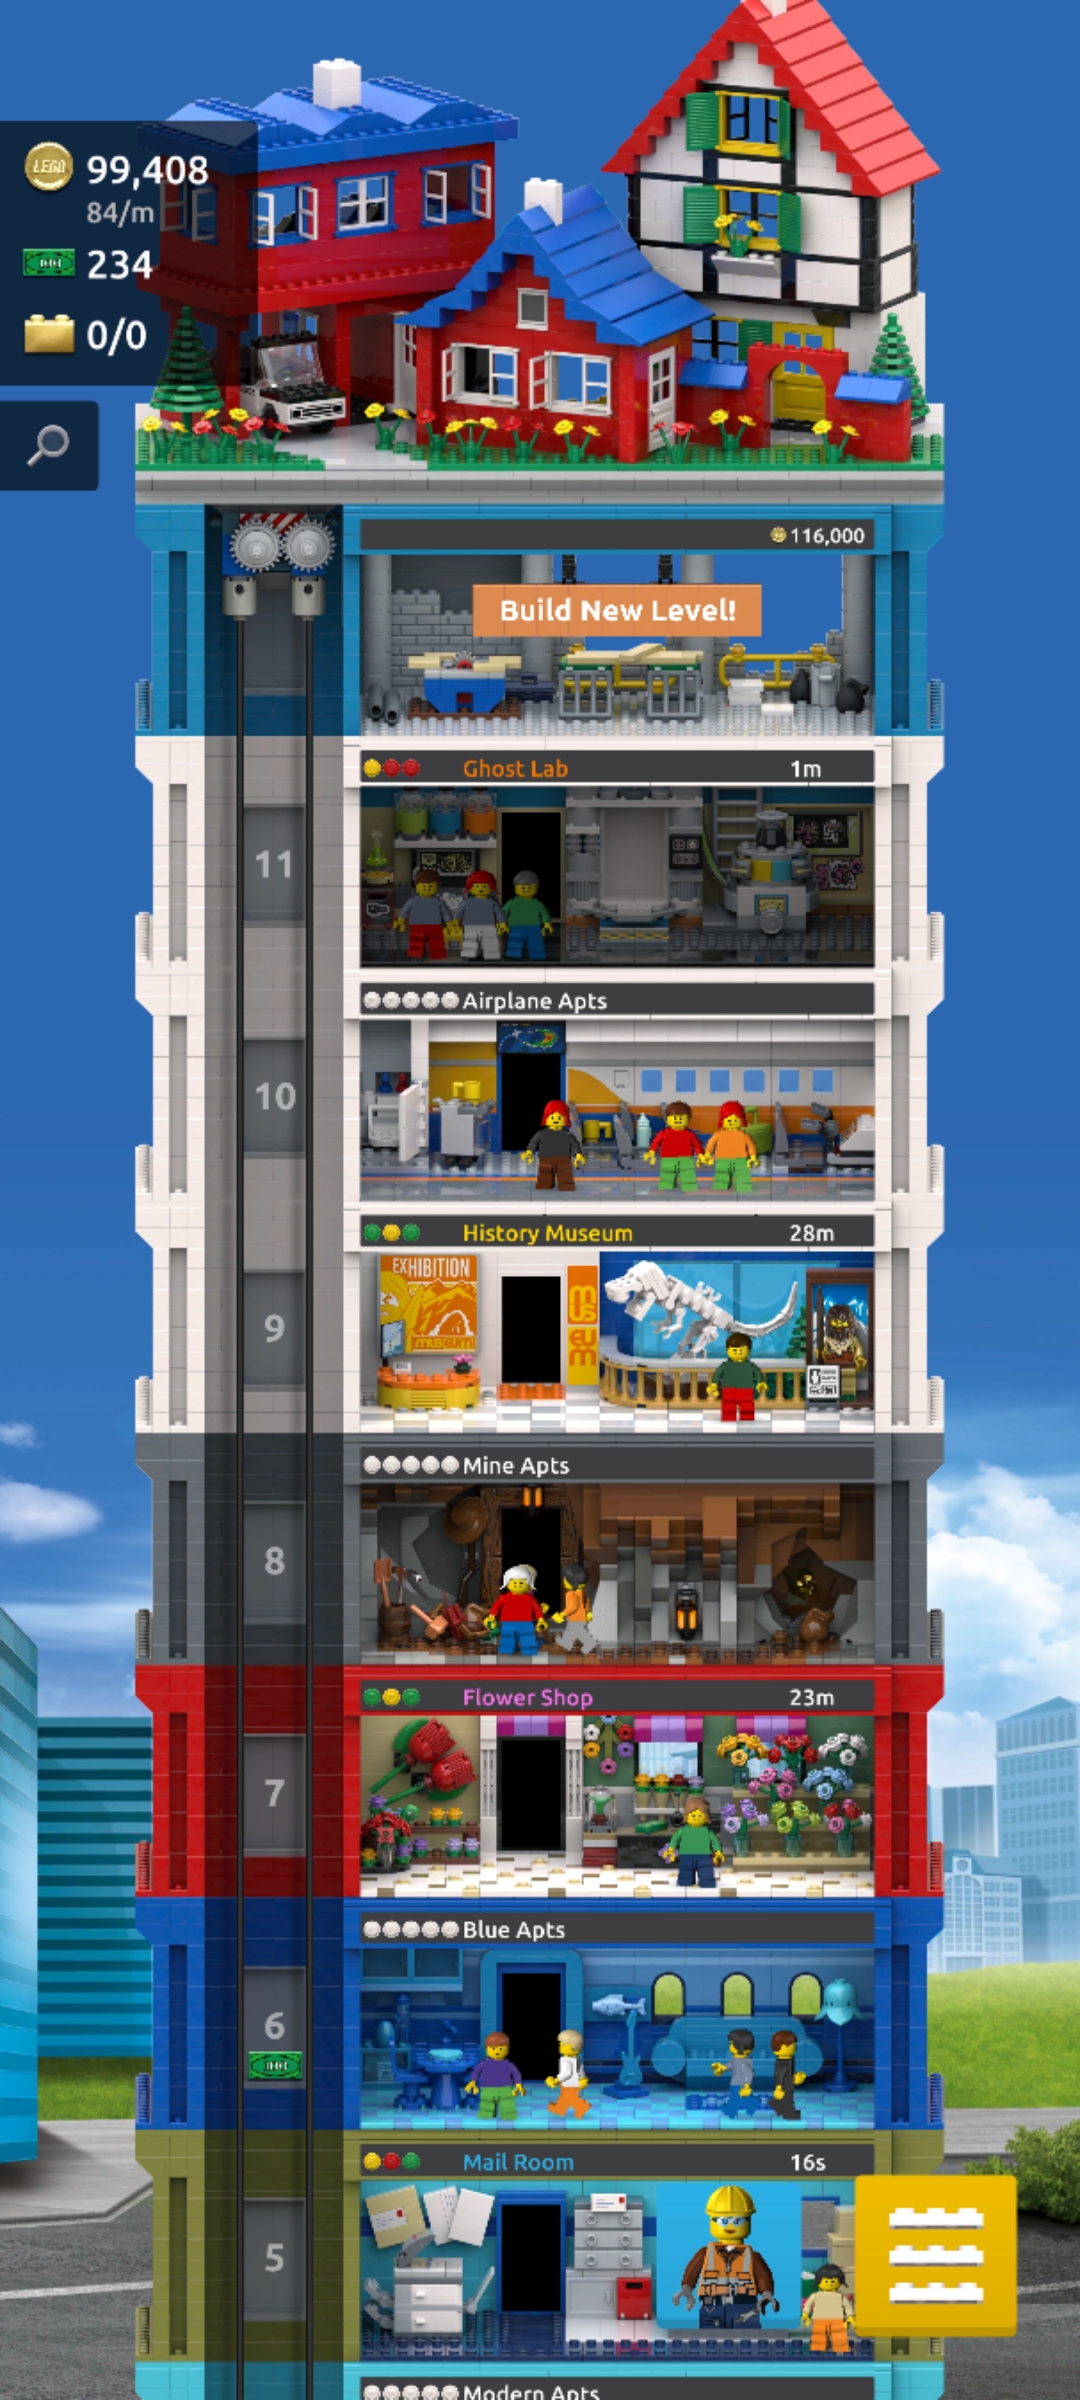 LEGO
99,408
84/m
234
0/0
116,000
Build New Level!
Ghost Lab 1m
11
Airplane Apts
10
History Museum 28m
EXHIBITION
MUSEUM
MUSEUM
9
Mine Apts
8
Flower Shop 23m
7
Blue Apts
6
Mail Room 16s
5
Modern Apts